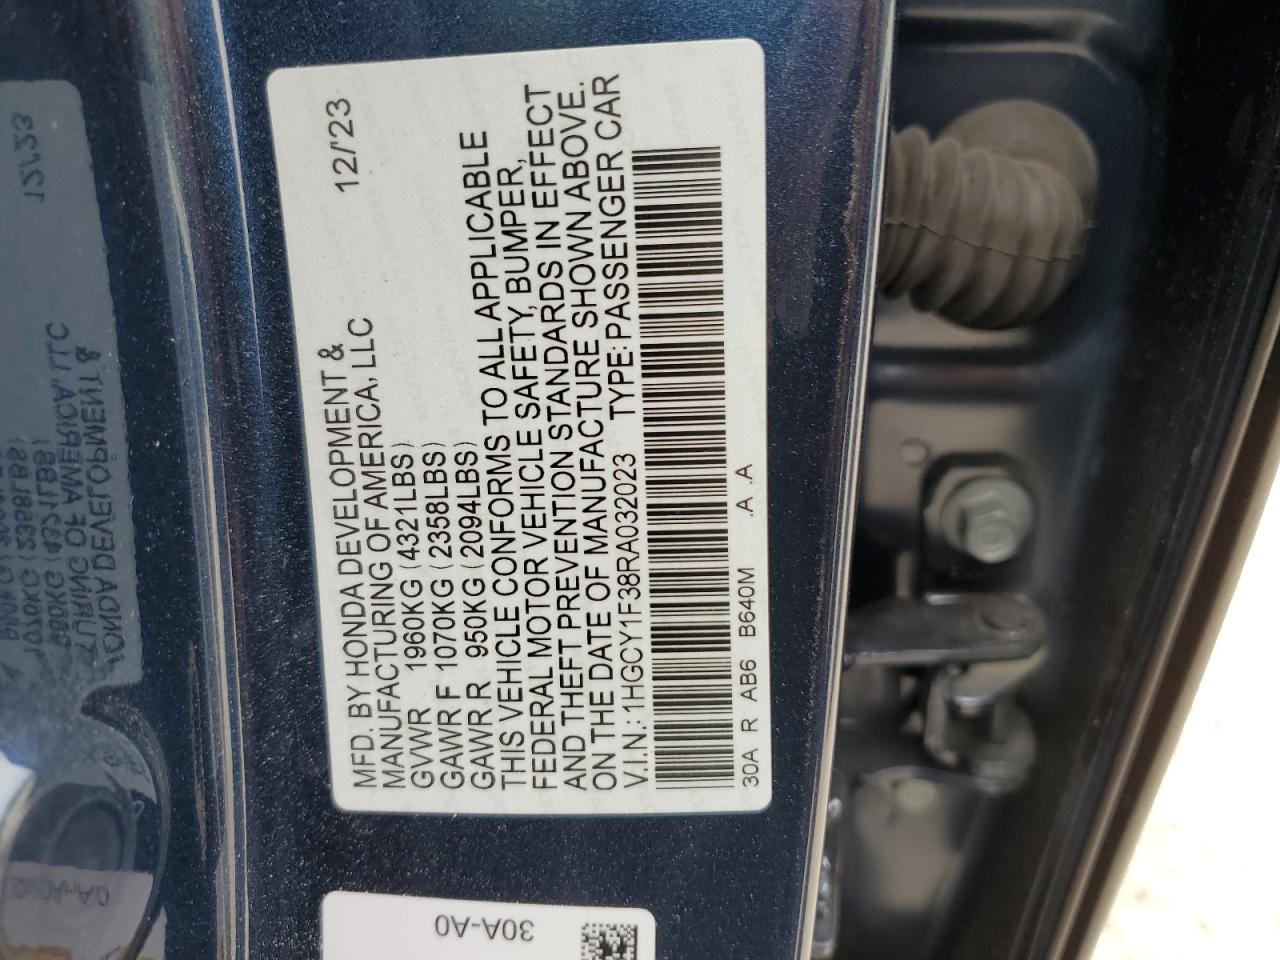 MFD. BY HONDA DEVELOPMENT &
MANUFACTURING OF AMERICA, LLC 12/'23
GVWR 1960KG (4321LBS)
GAWR F 1070KG (2358LBS)
GAWR R 950KG (2094LBS)
THIS VEHICLE CONFORMS TO ALL APPLICABLE
FEDERAL MOTOR VEHICLE SAFETY, BUMPER,
AND THEFT PREVENTION STANDARDS IN EFFECT
ON THE DATE OF MANUFACTURE SHOWN ABOVE.
V.I.N.: 1HGCY1F38RA032023 TYPE: PASSENGER CAR
30A R AB6 B640M .A .A
30A-A0